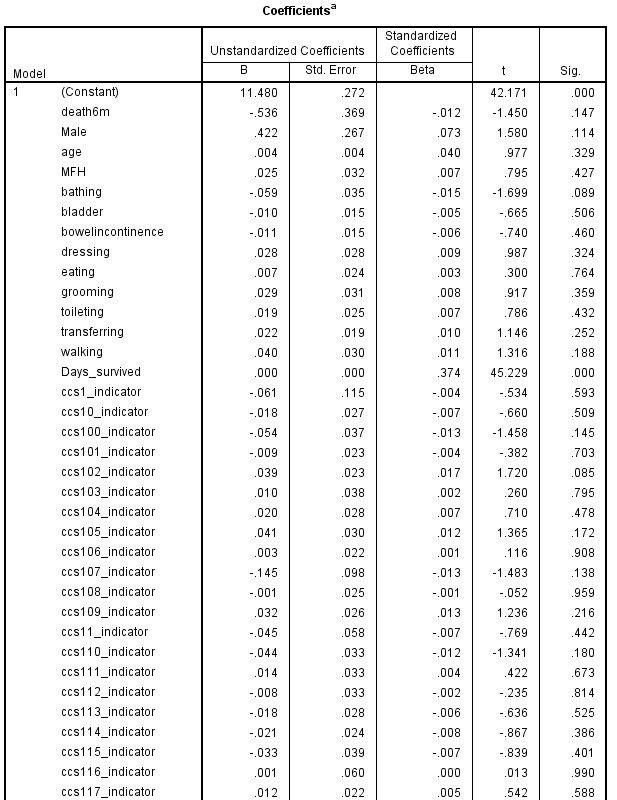 Coefficientsa
Standardized
Unstandardized Coefficients Coefficients
Model B Std. Error Beta t Sig.
1 (Constant) 11.480 .272 42.171 .000
death6m -.536 .369 -.012 -1.450 .147
Male .422 .267 .073 1.580 .114
age .004 .004 .040 .977 .329
MFH .025 .032 .007 .795 .427
bathing -.059 .035 -.015 -1.699 .089
bladder -.010 .015 -.005 -.665 .506
bowelincontinence -.011 .015 -.006 -.740 .460
dressing .028 .028 .009 .987 .324
eating .007 .024 .003 .300 .764
grooming .029 .031 .008 .917 .359
toileting .019 .025 .007 .786 .432
transferring .022 .019 .010 1.146 .252
walking .040 .030 .011 1.316 .188
Days_survived .000 .000 .374 45.229 .000
ccs1_indicator -.061 .115 -.004 -.534 .593
ccs10_indicator -.018 .027 -.007 -.660 .509
ccs100_indicator -.054 .037 -.013 -1.458 .145
ccs101_indicator -.009 .023 -.004 -.382 .703
ccs102_indicator .039 .023 .017 1.720 .085
ccs103_indicator .010 .038 .002 .260 .795
ccs104_indicator .020 .028 .007 .710 .478
ccs105_indicator .041 .030 .012 1.365 .172
ccs106_indicator .003 .022 .001 .116 .908
ccs107_indicator -.145 .098 -.013 -1.483 .138
ccs108_indicator -.001 .025 -.001 -.052 .959
ccs109_indicator .032 .026 .013 1.236 .216
ccs11_indicator -.045 .058 -.007 -.769 .442
ccs110_indicator -.044 .033 -.012 -1.341 .180
ccs111_indicator .014 .033 .004 .422 .673
ccs112_indicator -.008 .033 -.002 -.235 .814
ccs113_indicator -.018 .028 -.006 -.636 .525
ccs114_indicator -.021 .024 -.008 -.867 .386
ccs115_indicator -.033 .039 -.007 -.839 .401
ccs116_indicator .001 .060 .000 .013 .990
ccs117_indicator .012 .022 .005 .542 .588